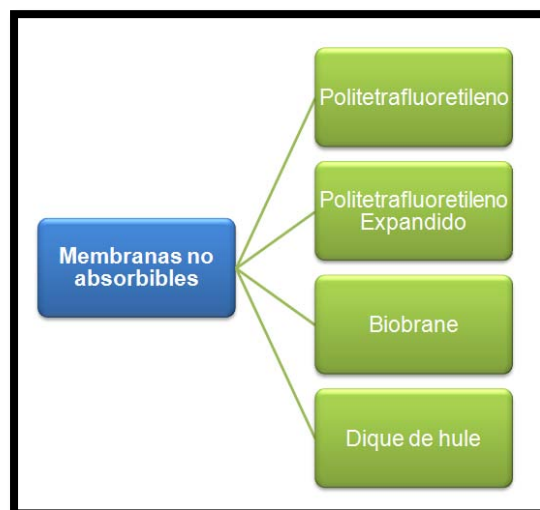 Politetrafluoretileno
Politetrafluoretileno
Expandido
Membranas no
absorbibles
Biobrane
Dique de hule